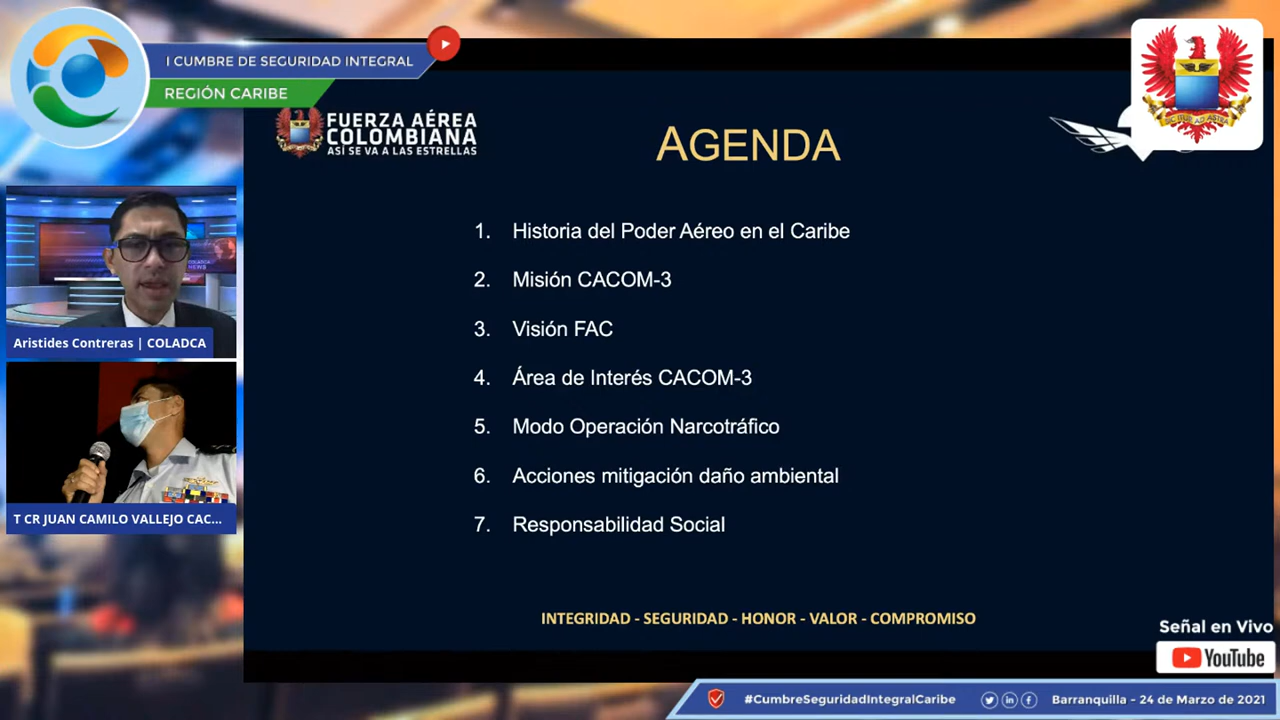 I CUMBRE DE SEGURIDAD INTEGRAL
REGIÓN CARIBE
FUERZA AÉREA
COLOMBIANA
ASÍ SE VA A LAS ESTRELLAS
AGENDA
1. Historia del Poder Aéreo en el Caribe
2. Misión CACOM-3
3. Visión FAC
4. Área de Interés CACOM-3
5. Modo Operación Narcotráfico
6. Acciones mitigación daño ambiental
7. Responsabilidad Social
INTEGRIDAD - SEGURIDAD - HONOR - VALOR - COMPROMISO
Aristides Contreras | COLADCA
T CR JUAN CAMILO VALLEJO CAC...
Señal en Vivo
YouTube
#CumbreSeguridadIntegralCaribe
Barranquilla - 24 de Marzo de 2021